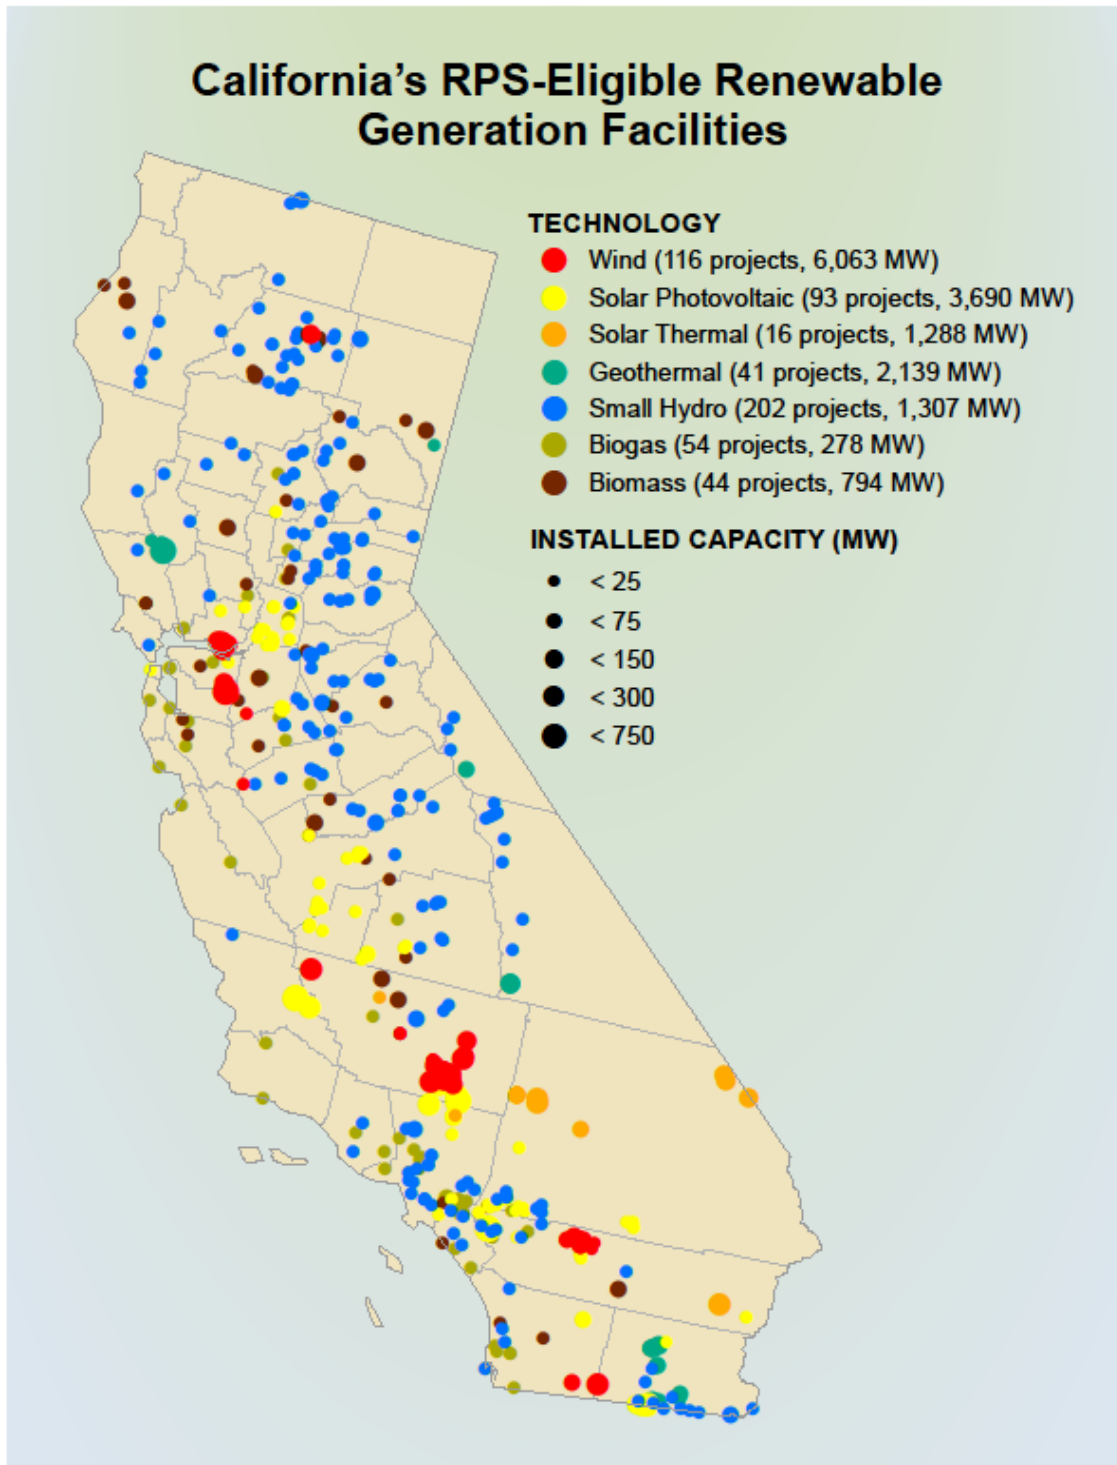 California’s RPS-Eligible Renewable
Generation Facilities
TECHNOLOGY
Wind (116 projects, 6,063 MW)
Solar Photovoltaic (93 projects, 3,690 MW)
Solar Thermal (16 projects, 1,288 MW)
Geothermal (41 projects, 2,139 MW)
Small Hydro (202 projects, 1,307 MW)
Biogas (54 projects, 278 MW)
Biomass (44 projects, 794 MW)
INSTALLED CAPACITY (MW)
< 25
< 75
< 150
< 300
< 750